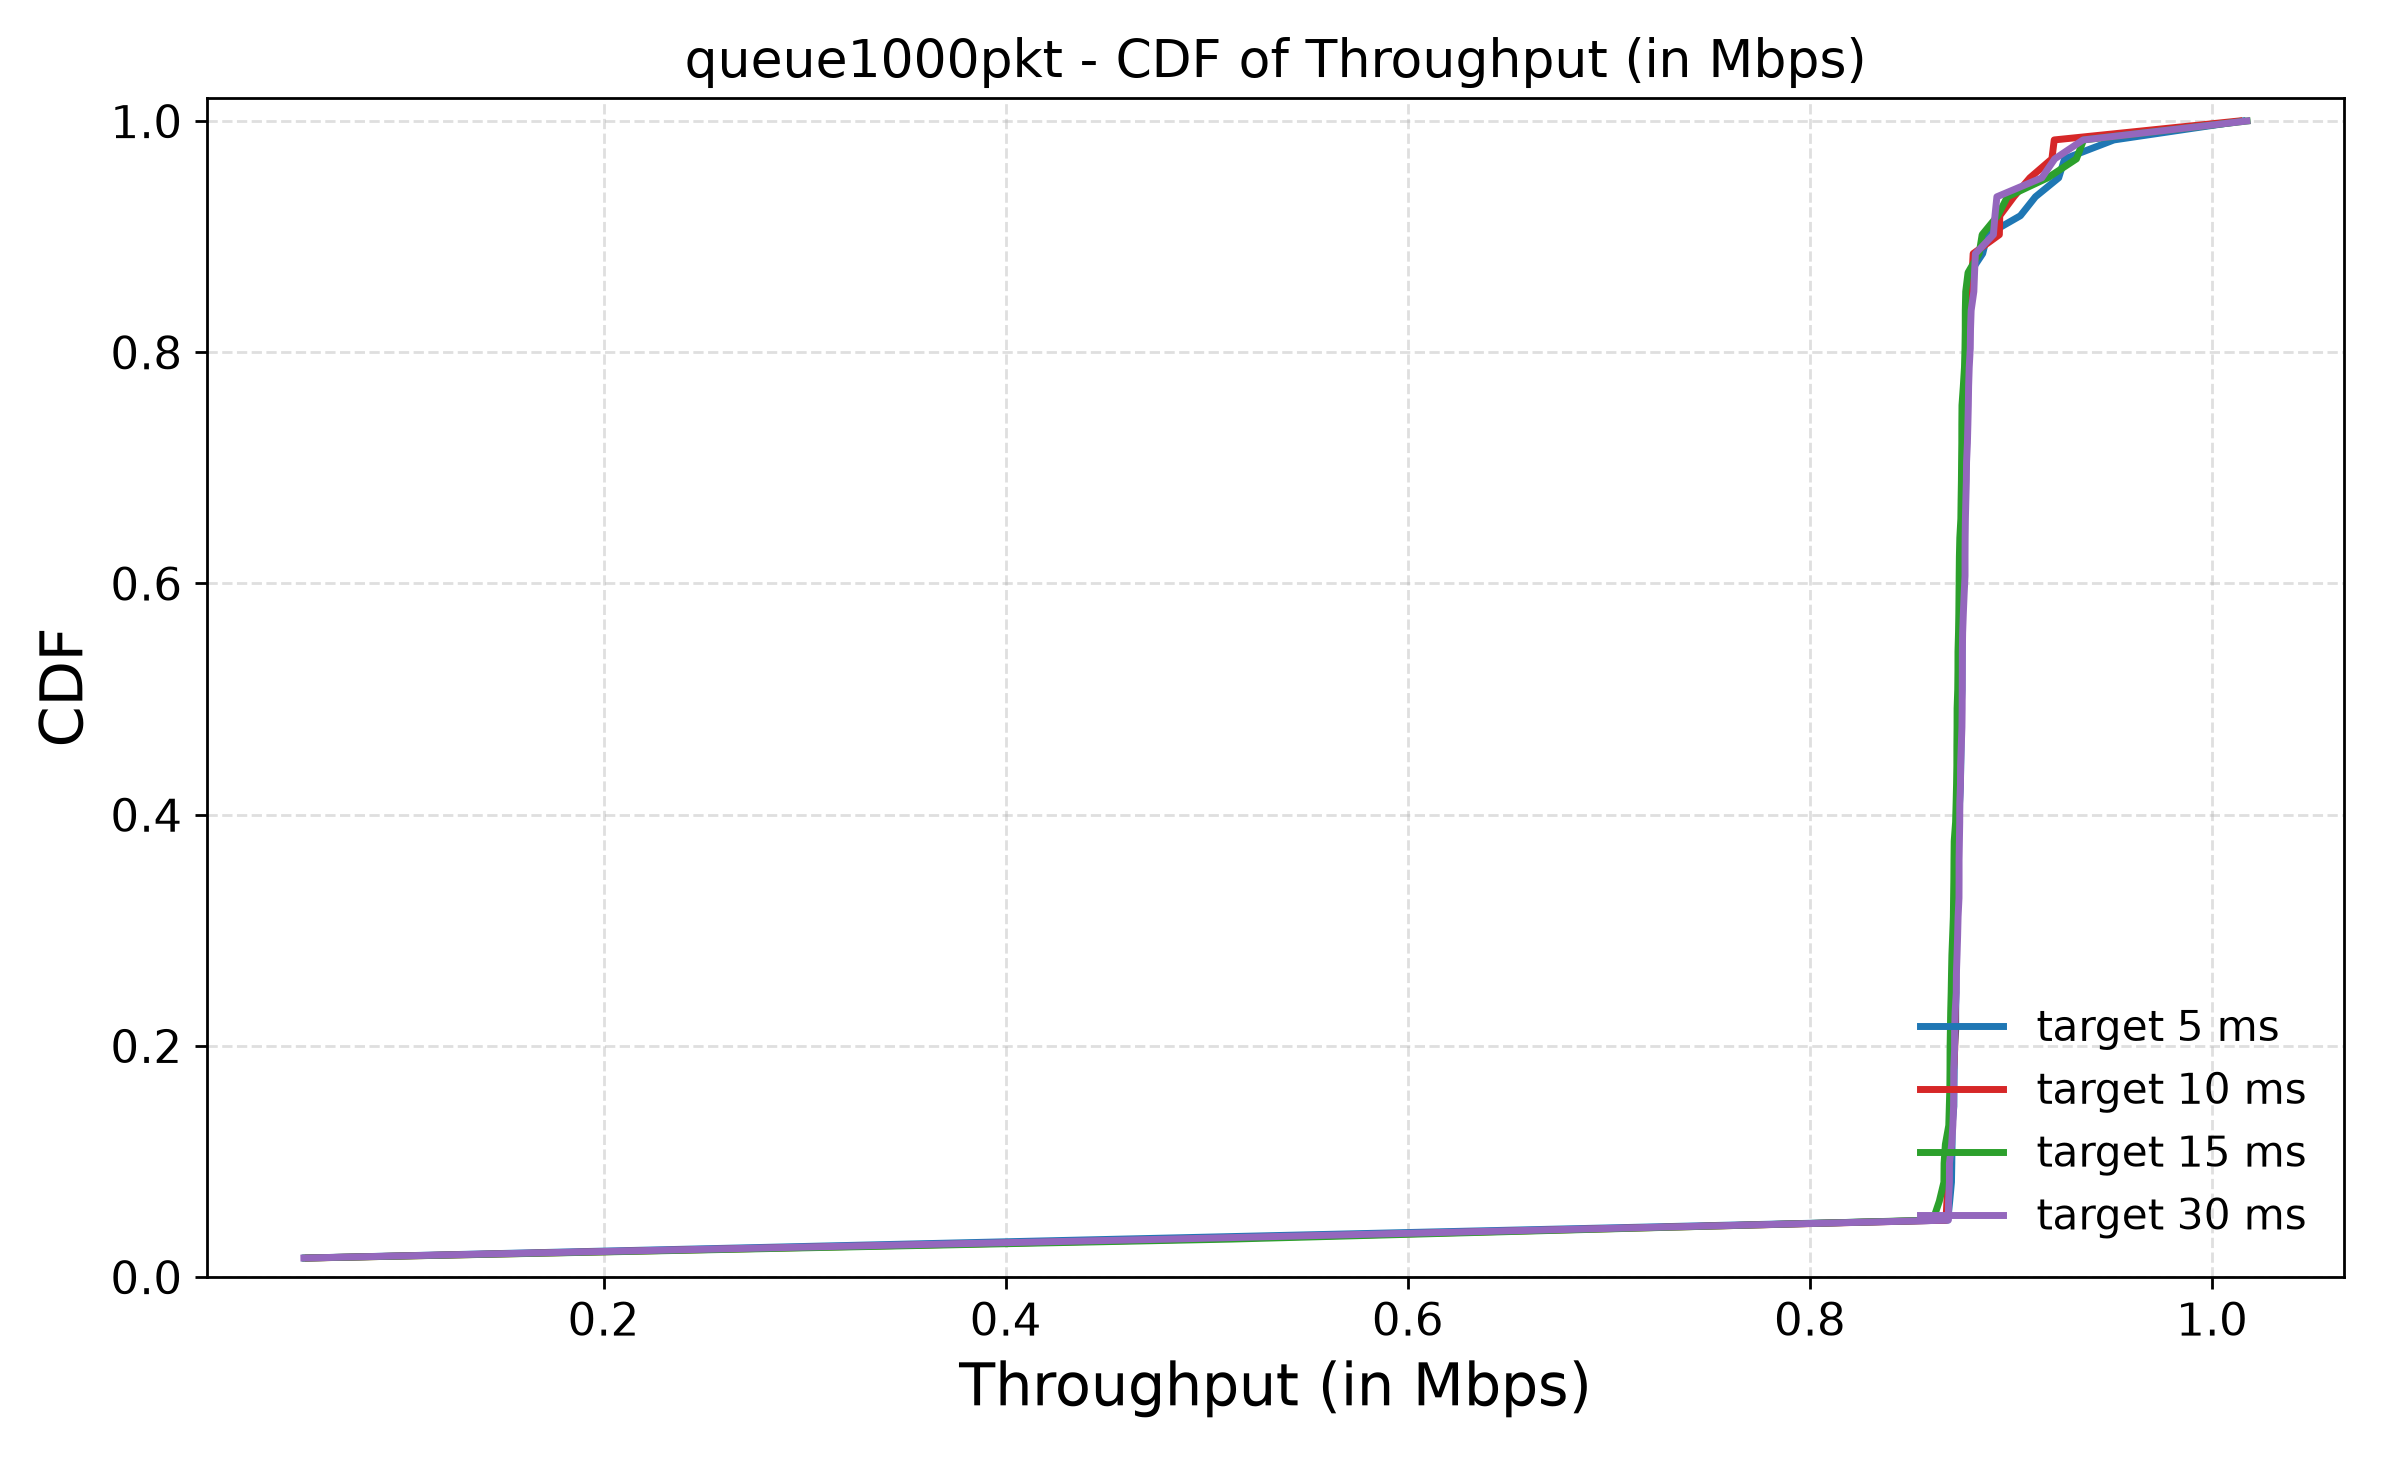 queue1000pkt - CDF of Throughput (in Mbps)
1.0
0.8
0.6
0.4
0.2
0.0
CDF
target 5 ms
target 10 ms
target 15 ms
target 30 ms
0.2 0.4 0.6 0.8 1.0
Throughput (in Mbps)